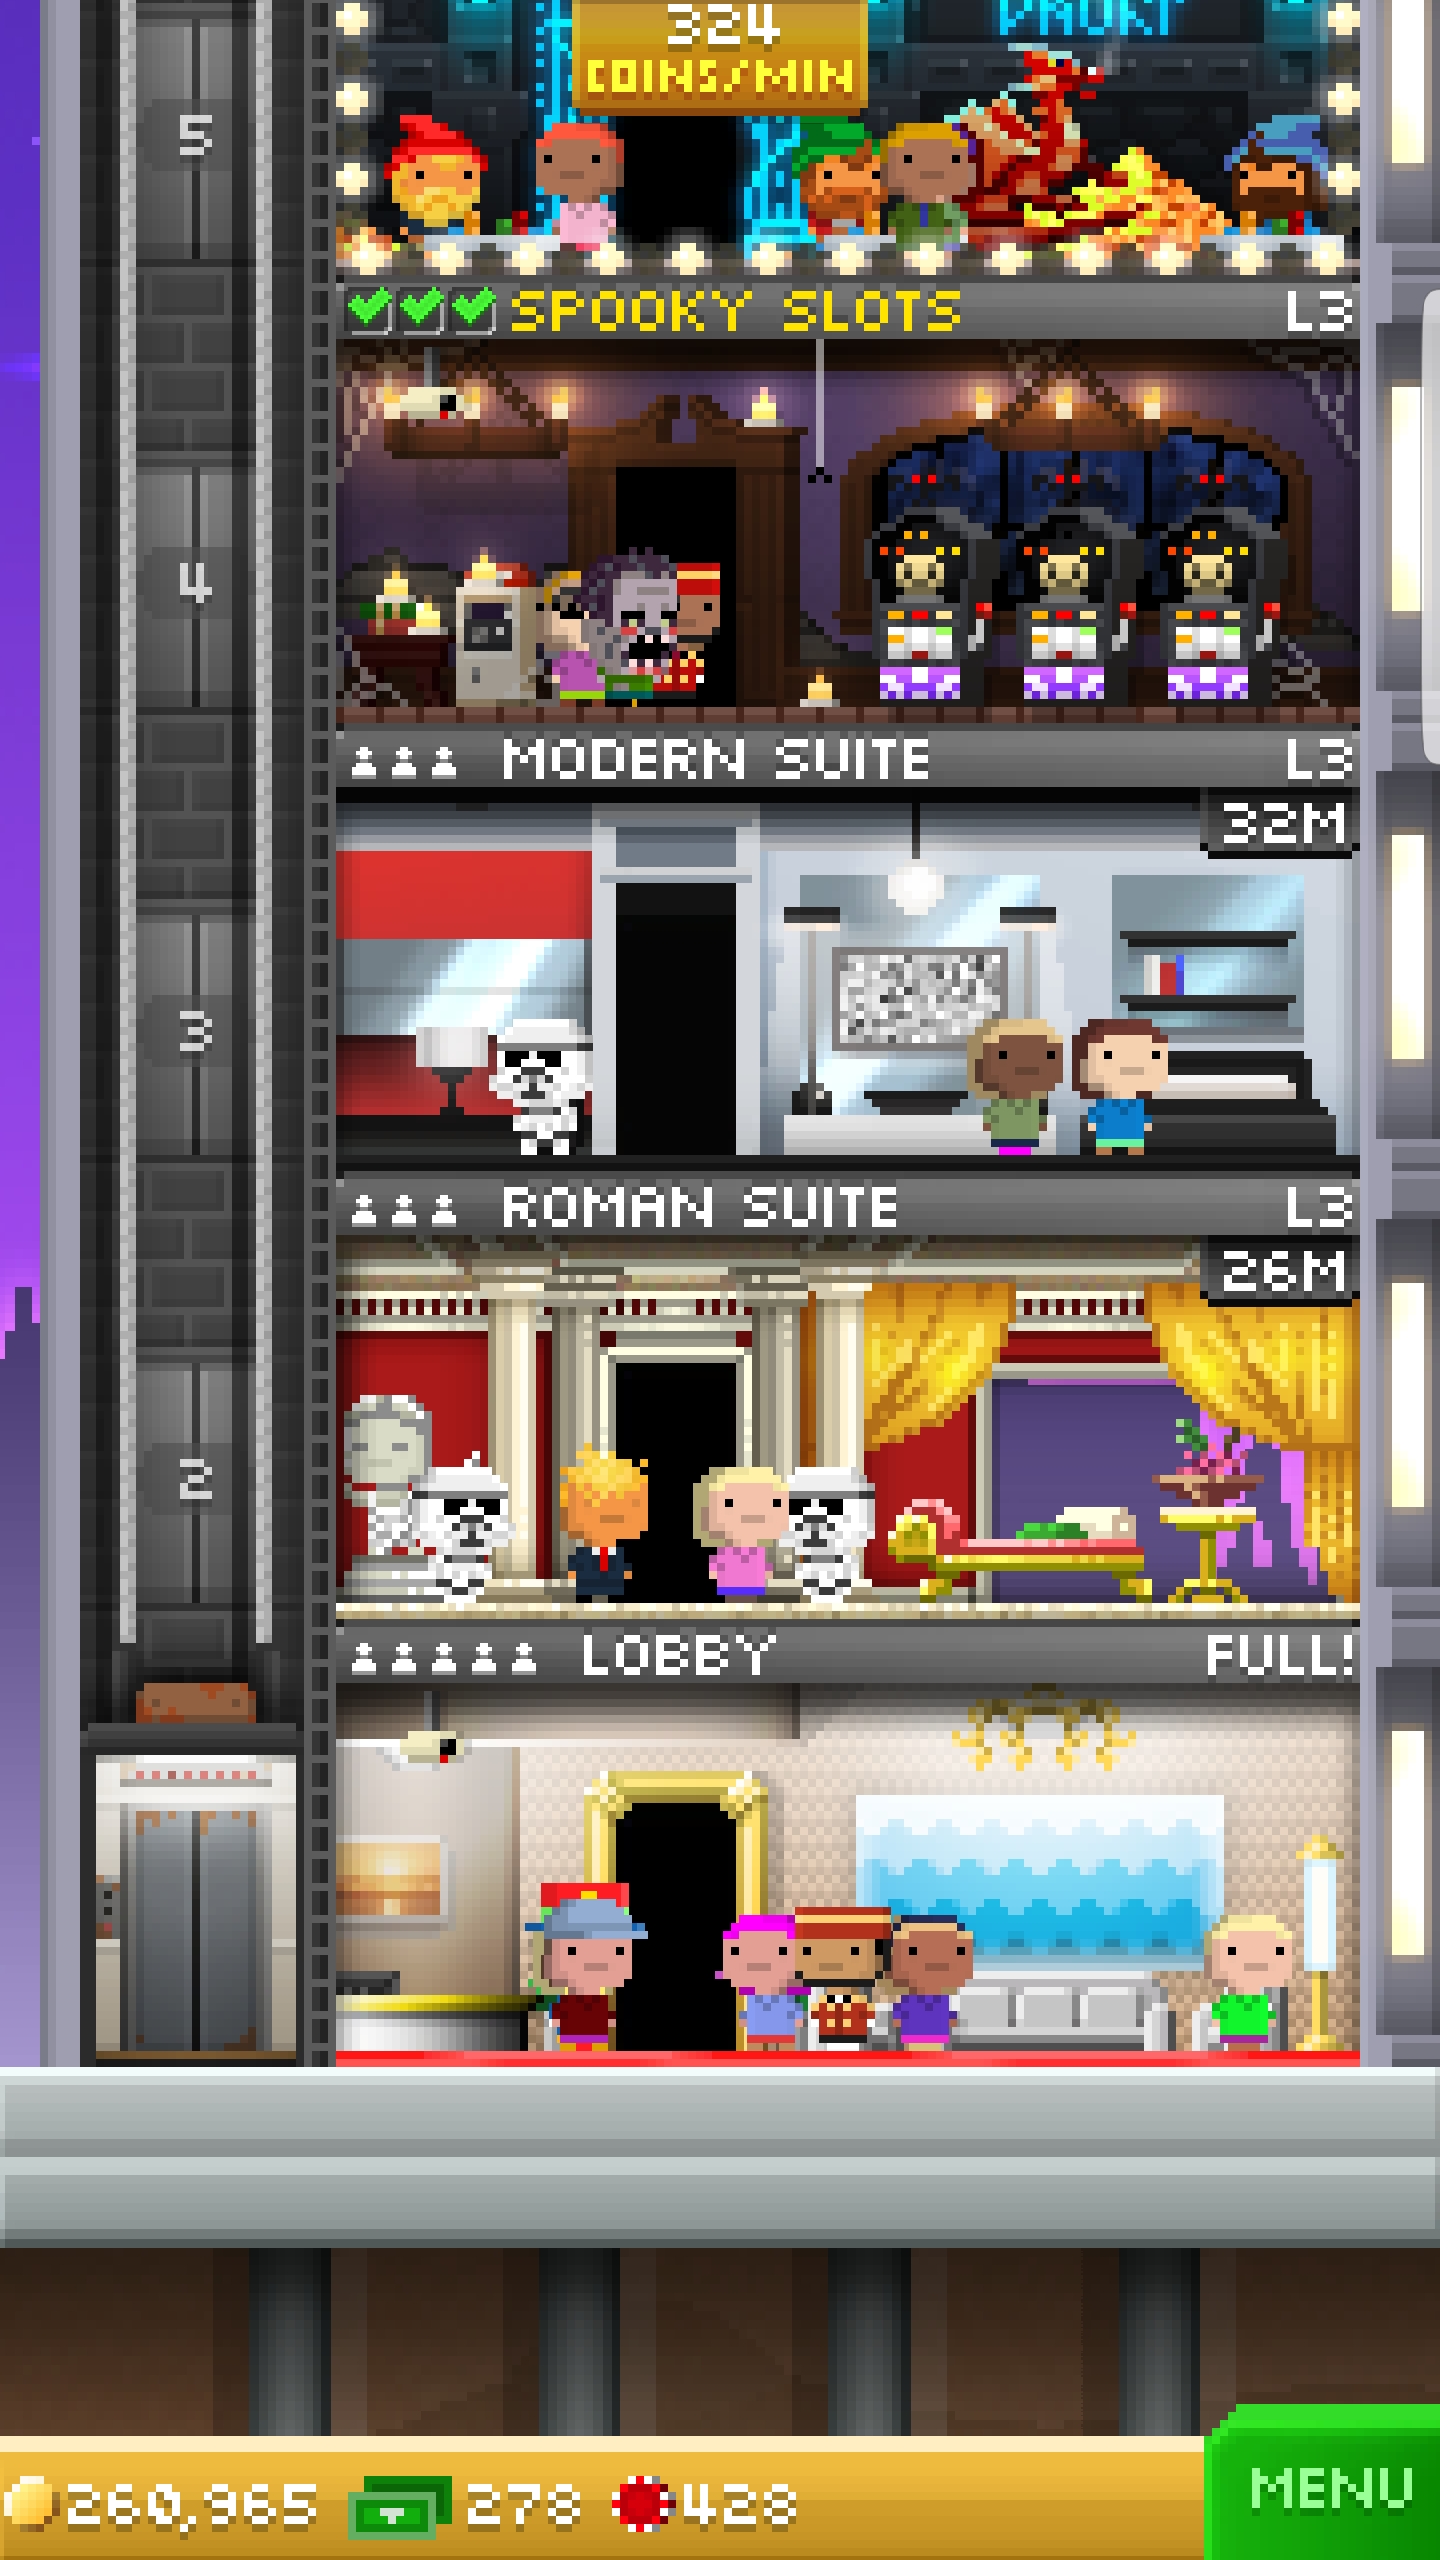 324
COINS/MIN
5
SPOOKY SLOTS L3
4
MODERN SUITE L3
32M
3
ROMAN SUITE L3
26M
2
LOBBY FULL!
260,965 278 428
MENU